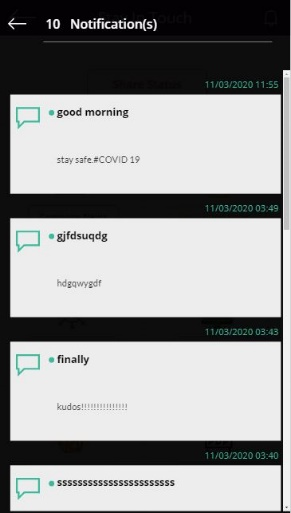 10 Notification(s)
11/03/2020 11:55
good morning
stay safe.#COVID 19
11/03/2020 03:49
gjfdsuqdg
hdgqwygdf
11/03/2020 03:43
finally
kudos!!!!!!!!!!!!!!!
11/03/2020 03:40
sssssssssssssssssssssss